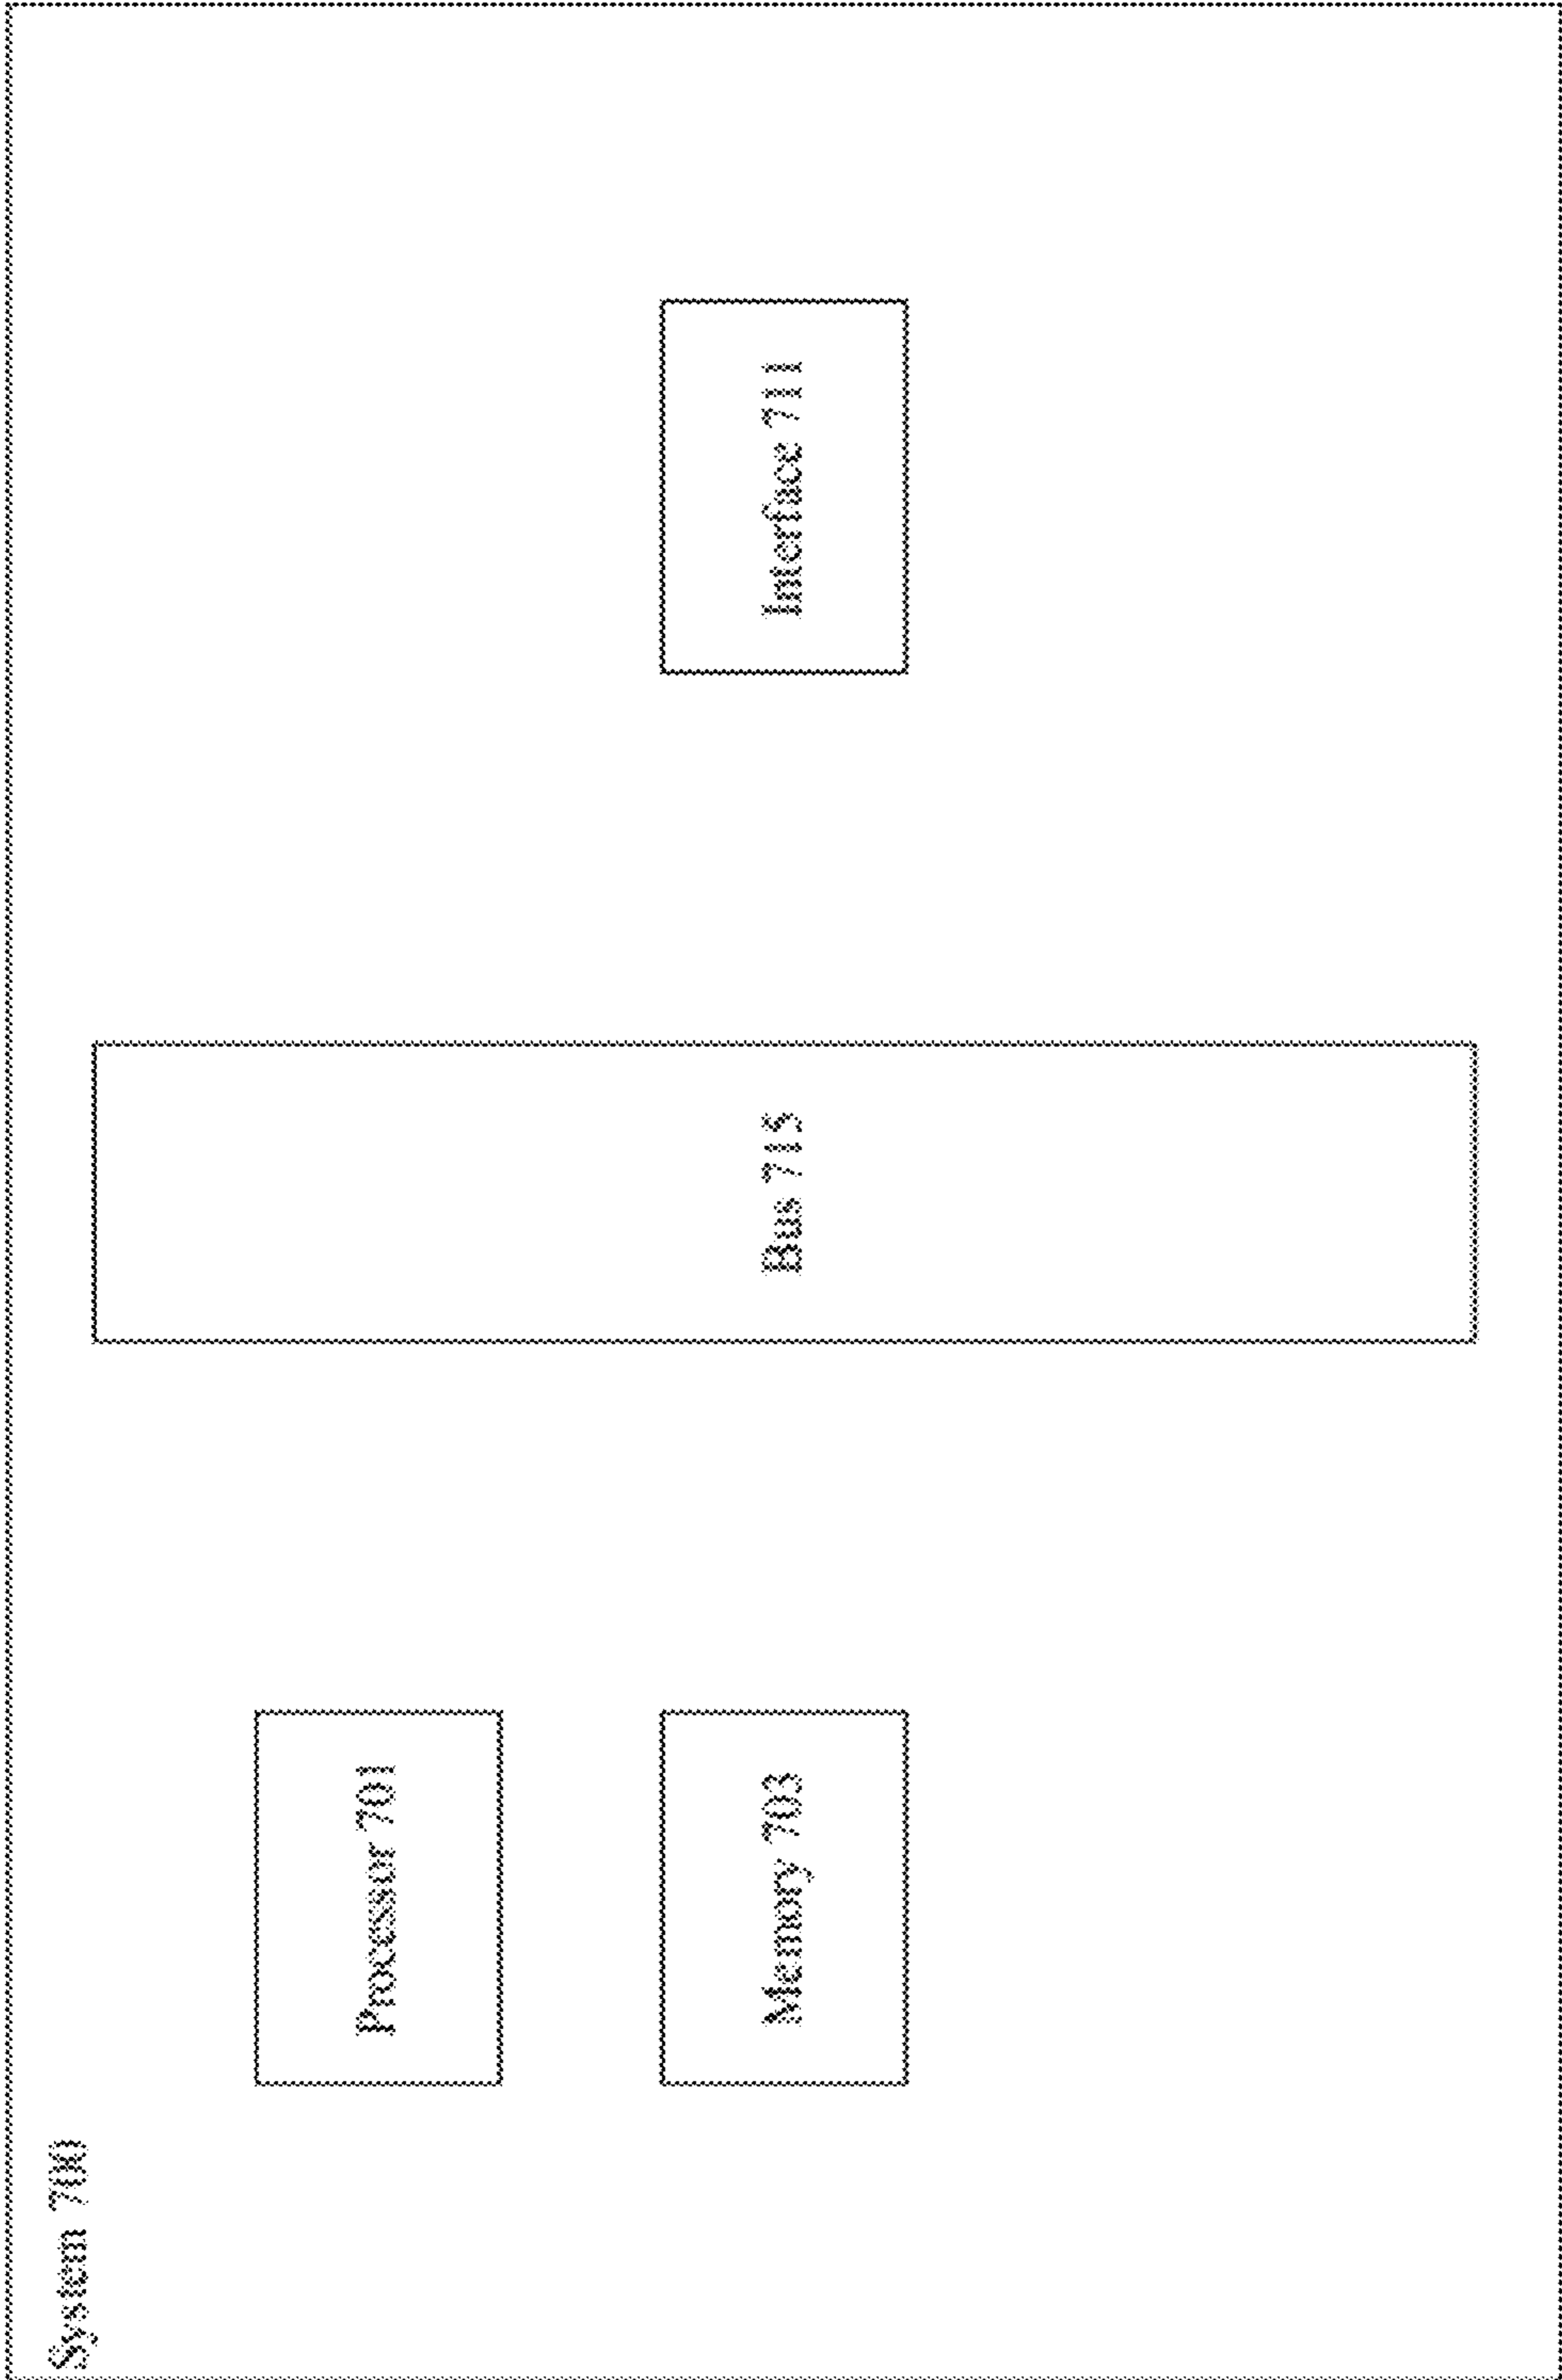 System 700
Processor 701
Memory 703
Bus 715
Interface 711